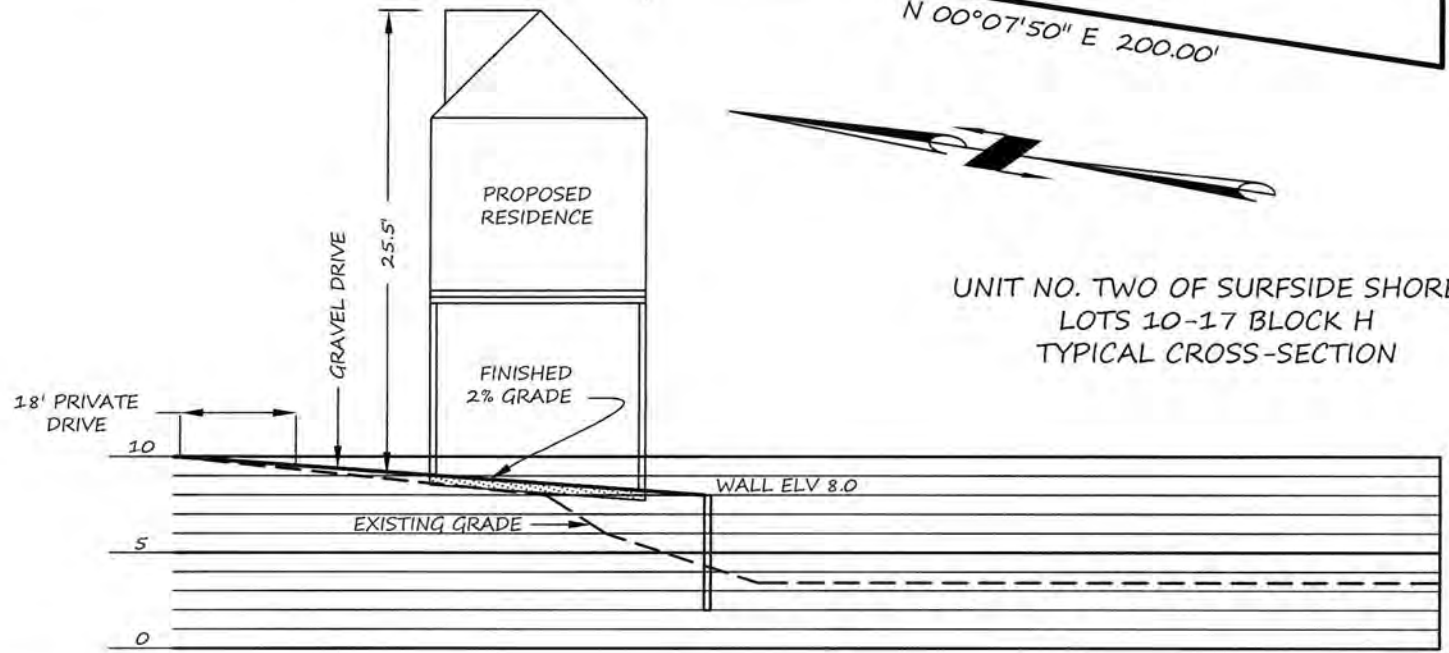 N 00°07'50" E 200.00'
PROPOSED
RESIDENCE
GRAVEL DRIVE
25.5'
UNIT NO. TWO OF SURFSIDE SHORE
LOTS 10-17 BLOCK H
TYPICAL CROSS-SECTION
FINISHED
2% GRADE
18' PRIVATE
DRIVE
10
WALL ELV 8.0
EXISTING GRADE
5
0